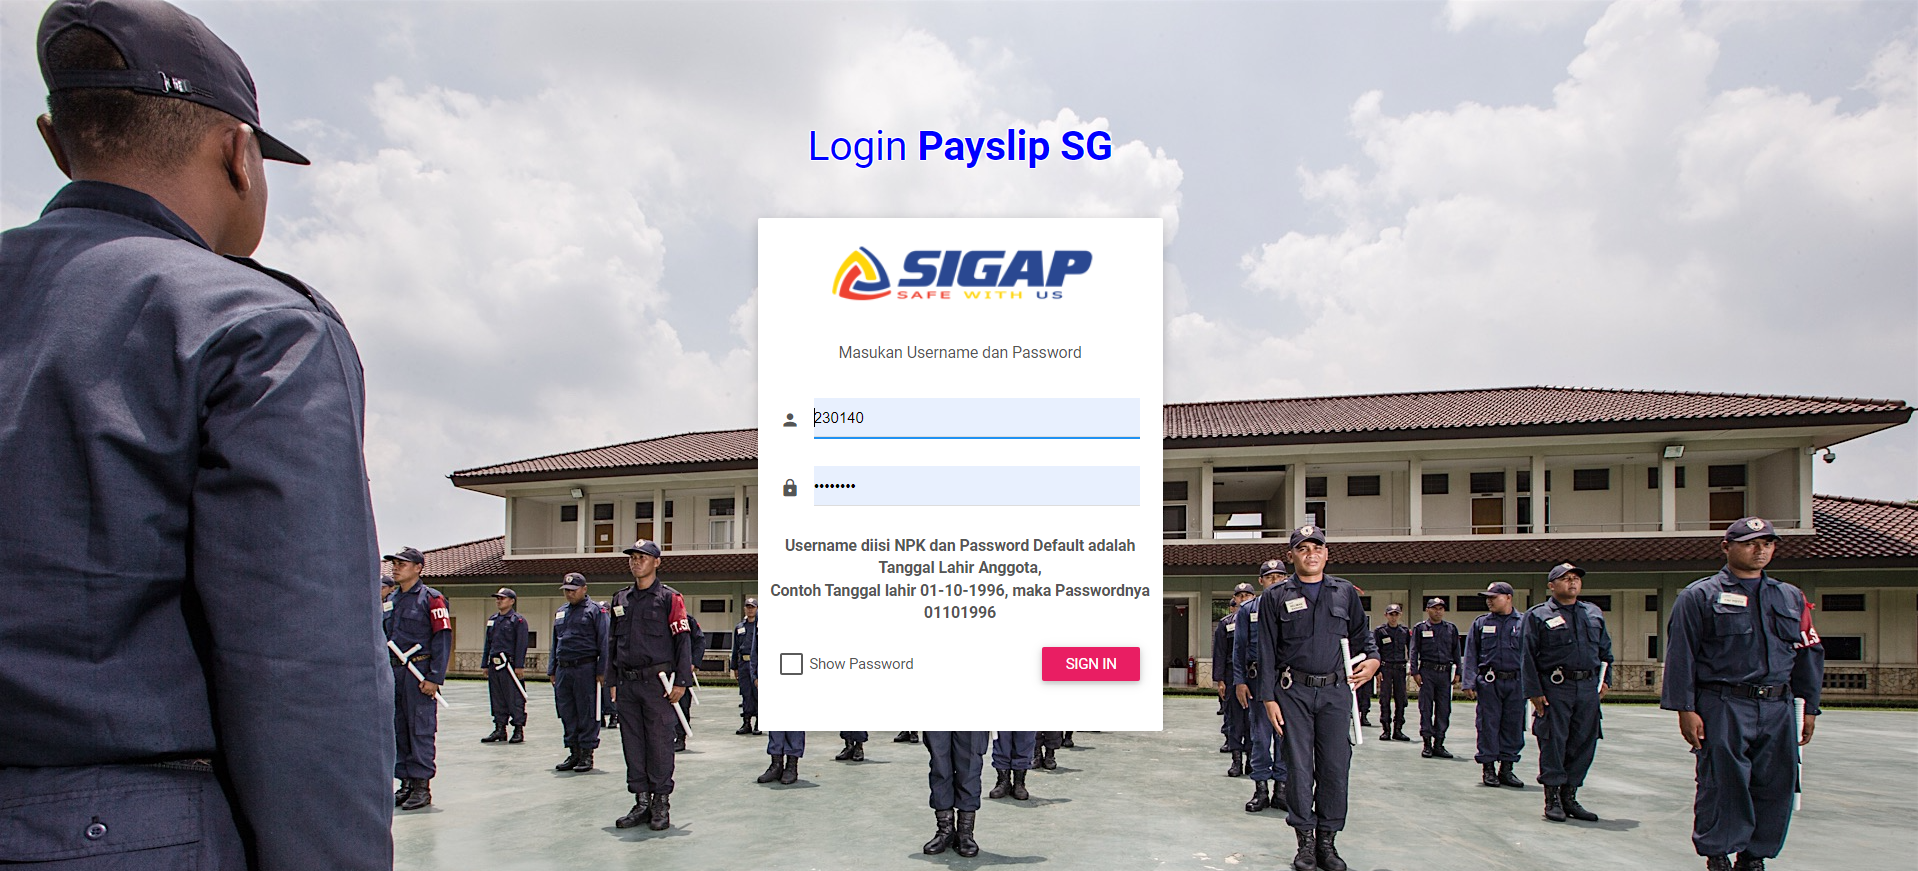 Login Payslip SG
SIGAP
SAFE WITH US
Masukan Username dan Password
230140
••••••••
Username diisi NPK dan Password Default adalah
Tanggal Lahir Anggota,
Contoh Tanggal lahir 01-10-1996, maka Passwordnya
01101996
Show Password
SIGN IN